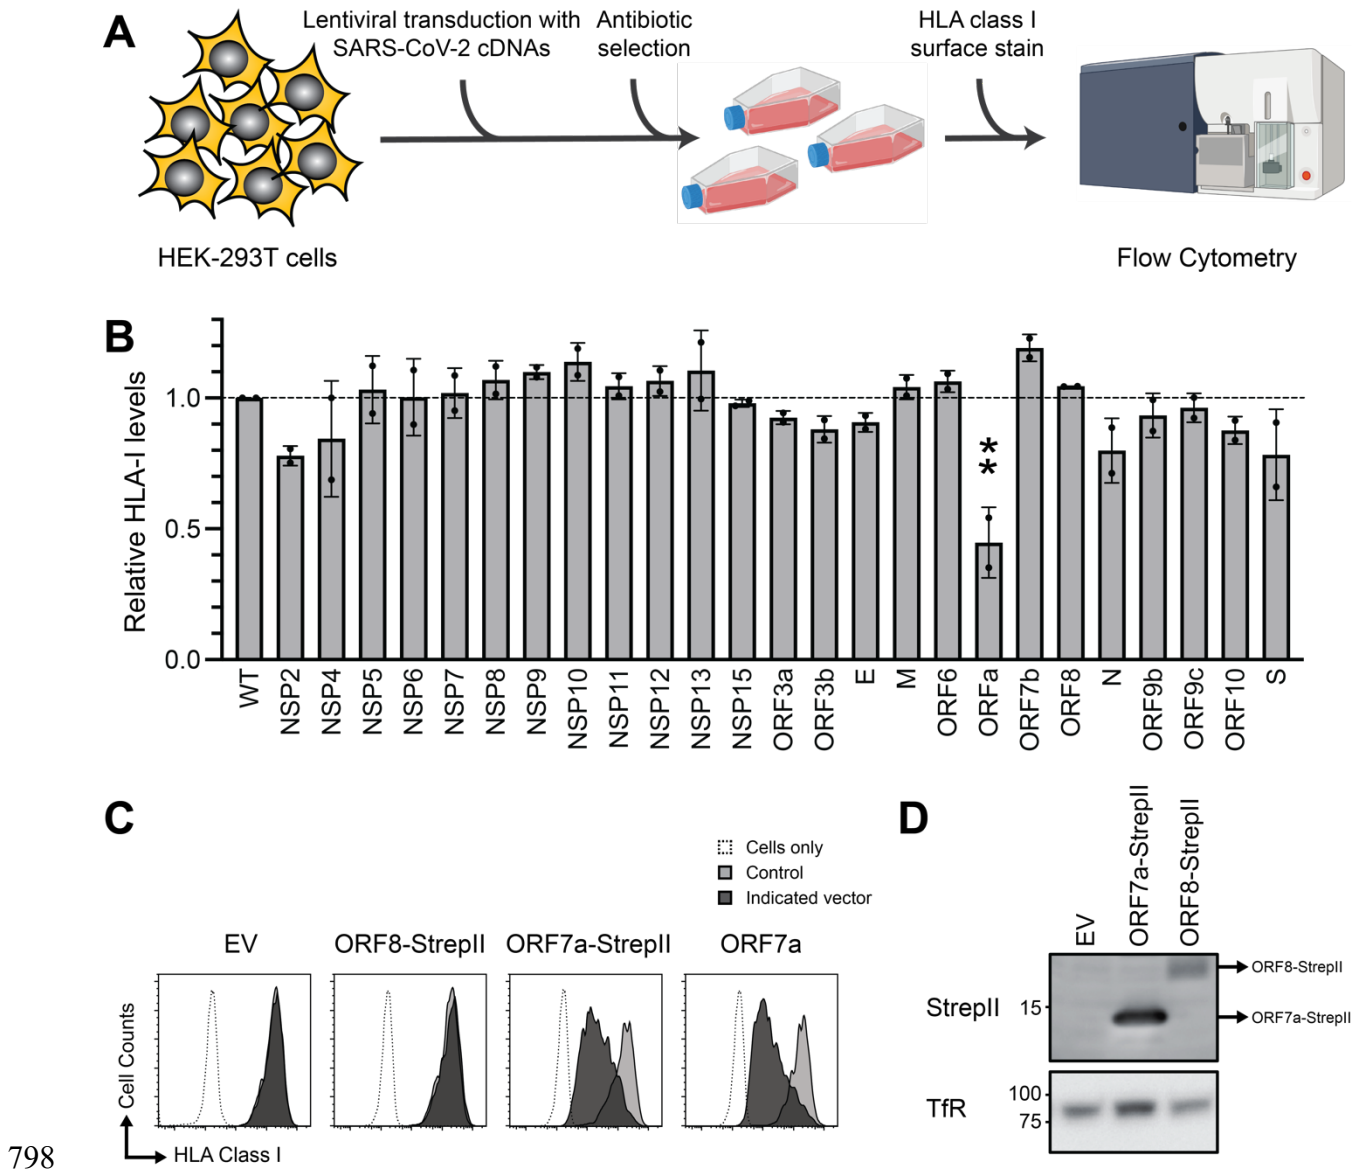 A
Lentiviral transduction with
SARS-CoV-2 cDNAs
Antibiotic
selection
HLA class I
surface stain
HEK-293T cells
Flow Cytometry
B
Relative HLA-I levels
1.0
0.5
0.0
**
WT
NSP2
NSP4
NSP5
NSP6
NSP7
NSP8
NSP9
NSP10
NSP11
NSP12
NSP13
NSP15
ORF3a
ORF3b
E
M
ORF6
ORFa
ORF7b
ORF8
N
ORF9b
ORF9c
ORF10
S
C
Cells only
Control
Indicated vector
EV
ORF8-StrepII
ORF7a-StrepII
ORF7a
Cell Counts
HLA Class I
D
EV
ORF7a-StrepII
ORF8-StrepII
StrepII
15
ORF8-StrepII
ORF7a-StrepII
TfR
100
75
798